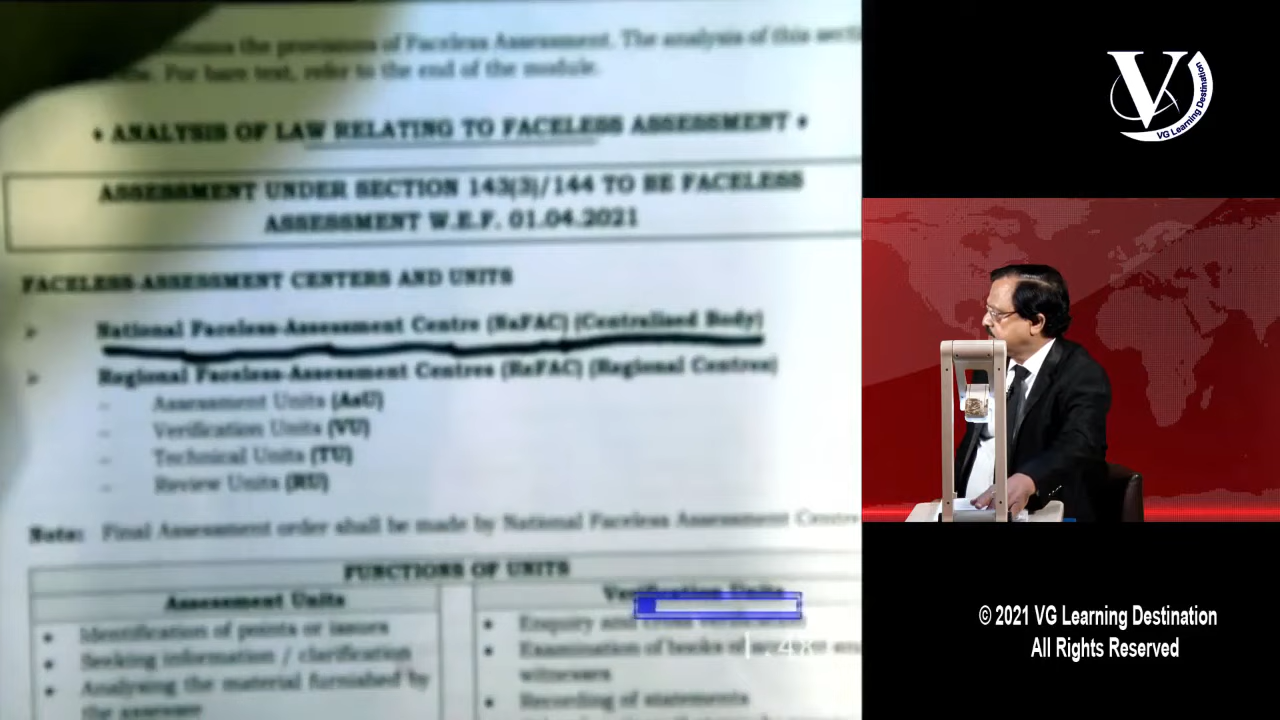 the provisions of Faceless Assessment. The analysis of this
For bare text, refer to the end of the module.
• ANALYSIS OF LAW RELATING TO FACELESS ASSESSMENT •
ASSESSMENT UNDER SECTION 143(3)/144 TO BE FACELESS
ASSESSMENT W.E.F. 01.04.2021
FACELESS-ASSESSMENT CENTERS AND UNITS
National Faceless-Assessment Centre (NaFAC) (Centralised Body)
Regional Faceless-Assessment Centres (ReFAC) (Regional Centres)
- Assessment Units (AsU)
- Verification Units (VU)
- Technical Units (TU)
- Review Units (RU)
Note: Final Assessment order shall be made by National Faceless Assessment
FUNCTIONS OF UNITS
Assessment Units
• Identification of points or issues
• Seeking information / clarification
• Analysing the material furnished by
the assessee
Verification Units
• Enquiry
• Examination of books of
witnesses
• Recording of statements
V
VG Learning Destination
© 2021 VG Learning Destination
All Rights Reserved